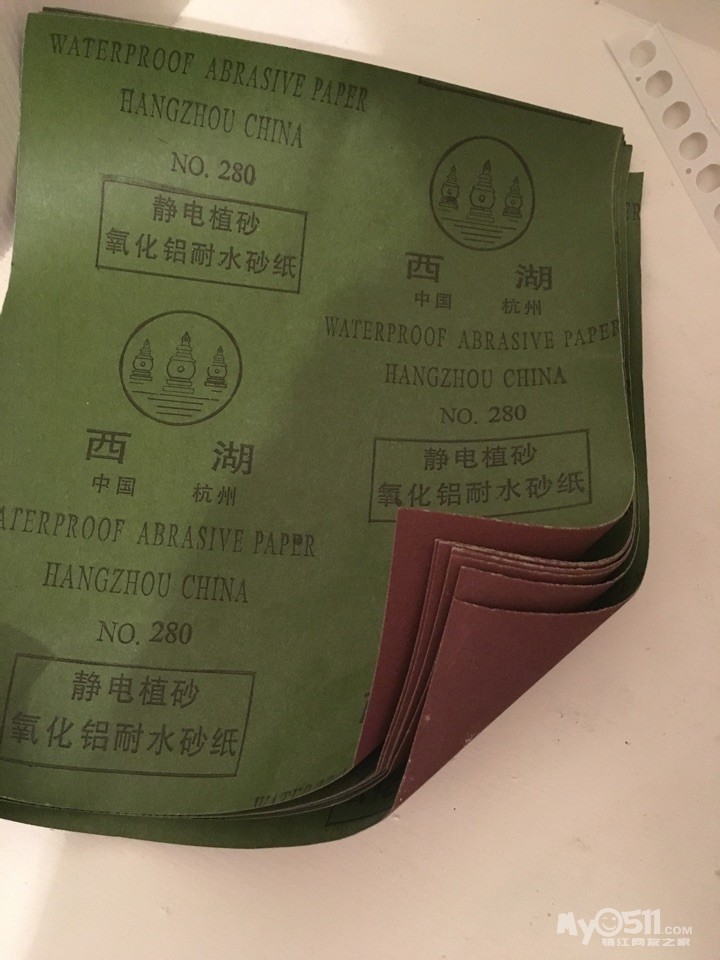 WATERPROOF ABRASIVE PAPER
HANGZHOU CHINA
NO. 280
静电植砂
氧化铝耐水砂纸
西 湖
中国 杭州
WATERPROOF ABRASIVE PAPER
HANGZHOU CHINA
NO. 280
静电植砂
氧化铝耐水砂纸
西 湖
中国 杭州
ATERPROOF ABRASIVE PAPER
HANGZHOU CHINA
NO. 280
静电植砂
氧化铝耐水砂纸
My0511.COM
镇江网友之家